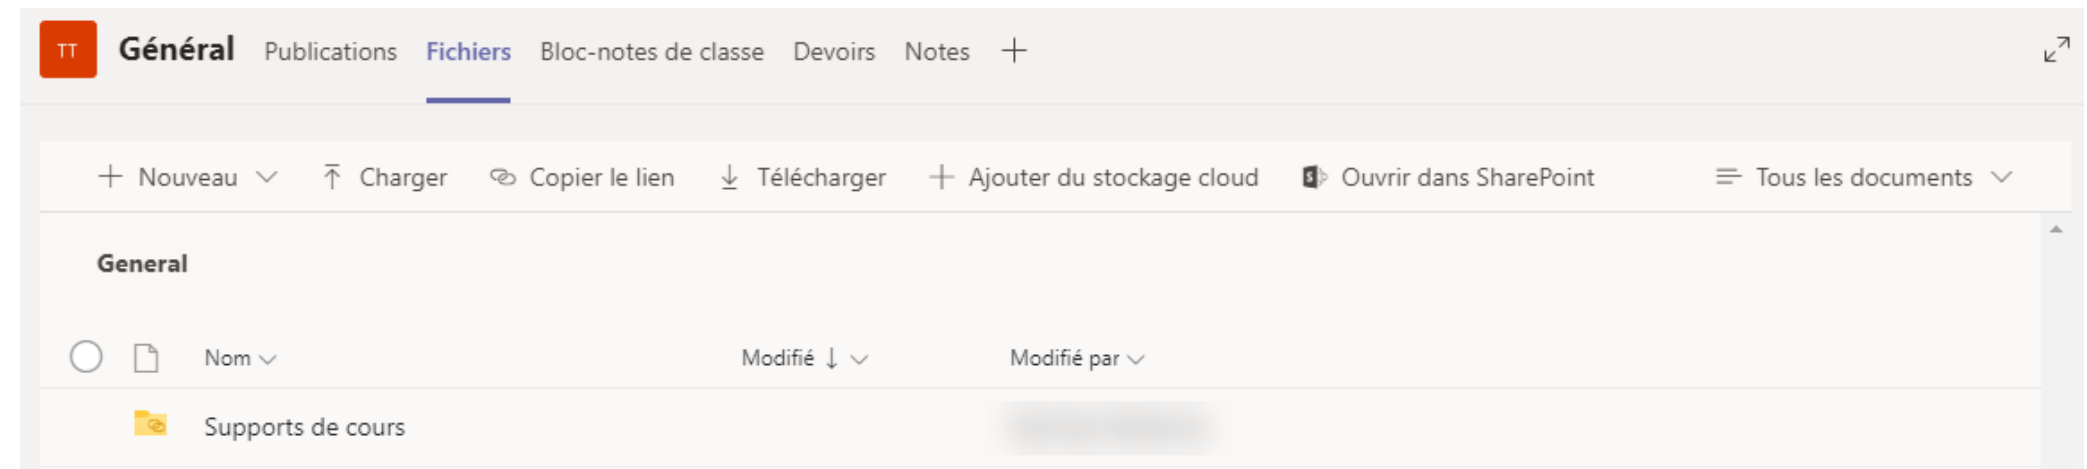 TT Général Publications Fichiers Bloc-notes de classe Devoirs Notes
Nouveau Charger Copier le lien Télécharger Ajouter du stockage cloud Ouvrir dans SharePoint Tous les documents
General
Nom Modifié Modifié par
Supports de cours